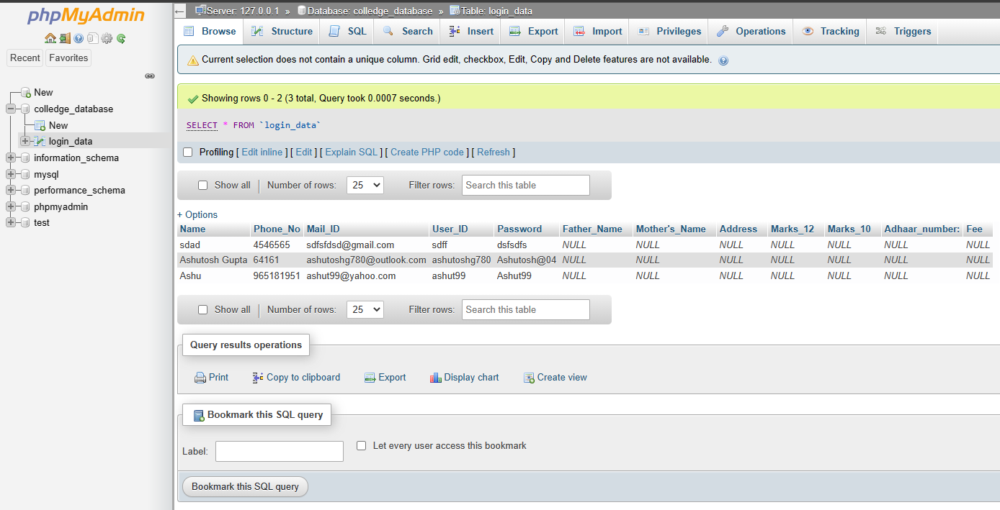 phpMyAdmin
Recent Favorites
New
colledge_database
New
login_data
information_schema
mysql
performance_schema
phpmyadmin
test
Server: 127.0.0.1 » Database: colledge_database » Table: login_data
Browse Structure SQL Search Insert Export Import Privileges Operations Tracking Triggers
Current selection does not contain a unique column. Grid edit, checkbox, Edit, Copy and Delete features are not available.
Showing rows 0 - 2 (3 total, Query took 0.0007 seconds.)
SELECT * FROM `login_data`
Profiling [ Edit inline ] [ Edit ] [ Explain SQL ] [ Create PHP code ] [ Refresh ]
Show all Number of rows: 25 Filter rows: Search this table
+ Options
Name Phone_No Mail_ID User_ID Password Father_Name Mother's_Name Address Marks_12 Marks_10 Adhaar_number: Fee
sdad 4546565 sdfsfdsd@gmail.com sdff dsfsdfs NULL NULL NULL NULL NULL NULL NULL
Ashutosh Gupta 64161 ashutoshg780@outlook.com ashutoshg780 Ashutosh@04 NULL NULL NULL NULL NULL NULL NULL
Ashu 965181951 ashut99@yahoo.com ashut99 Ashut99 NULL NULL NULL NULL NULL NULL NULL
Show all Number of rows: 25 Filter rows: Search this table
Query results operations
Print Copy to clipboard Export Display chart Create view
Bookmark this SQL query
Label: Let every user access this bookmark
Bookmark this SQL query